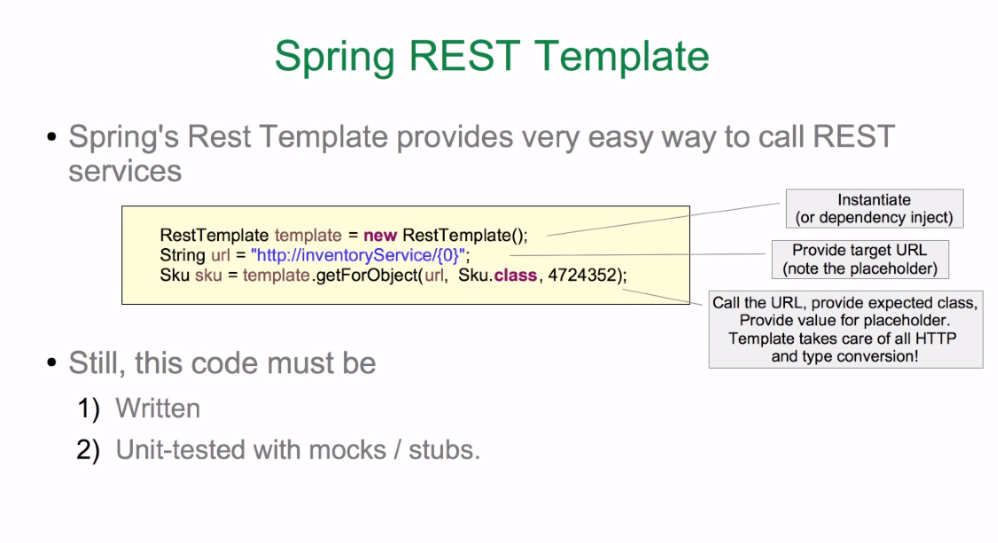 Spring REST Template
• Spring's Rest Template provides very easy way to call REST
services
RestTemplate template = new RestTemplate();
String url = "http://inventoryService/{0}";
Sku sku = template.getForObject(url, Sku.class, 4724352);
Instantiate
(or dependency inject)
Provide target URL
(note the placeholder)
Call the URL, provide expected class,
Provide value for placeholder.
Template takes care of all HTTP
and type conversion!
• Still, this code must be
1) Written
2) Unit-tested with mocks / stubs.